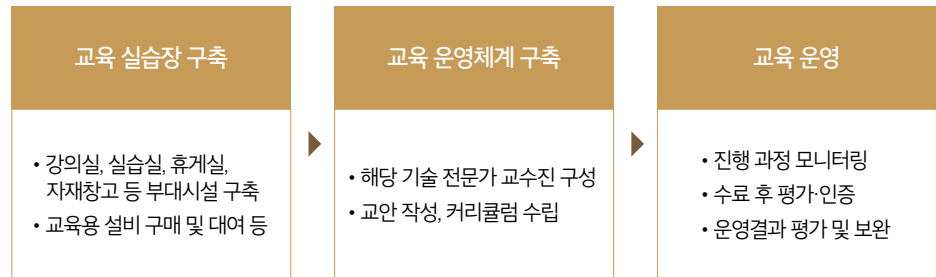 교육 실습장 구축
• 강의실, 실습실, 휴게실,
자재창고 등 부대시설 구축
• 교육용 설비 구매 및 대여 등
교육 운영체계 구축
• 해당 기술 전문가 교수진 구성
• 교안 작성, 커리큘럼 수립
교육 운영
• 진행 과정 모니터링
• 수료 후 평가·인증
• 운영결과 평가 및 보완